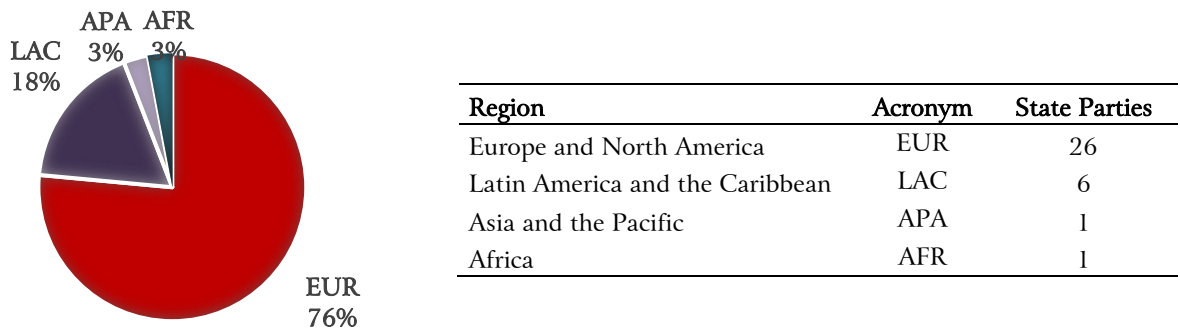 APA AFR
LAC 3% 3%
18%
EUR
76%
Region Acronym State Parties
Europe and North America EUR 26
Latin America and the Caribbean LAC 6
Asia and the Pacific APA 1
Africa AFR 1